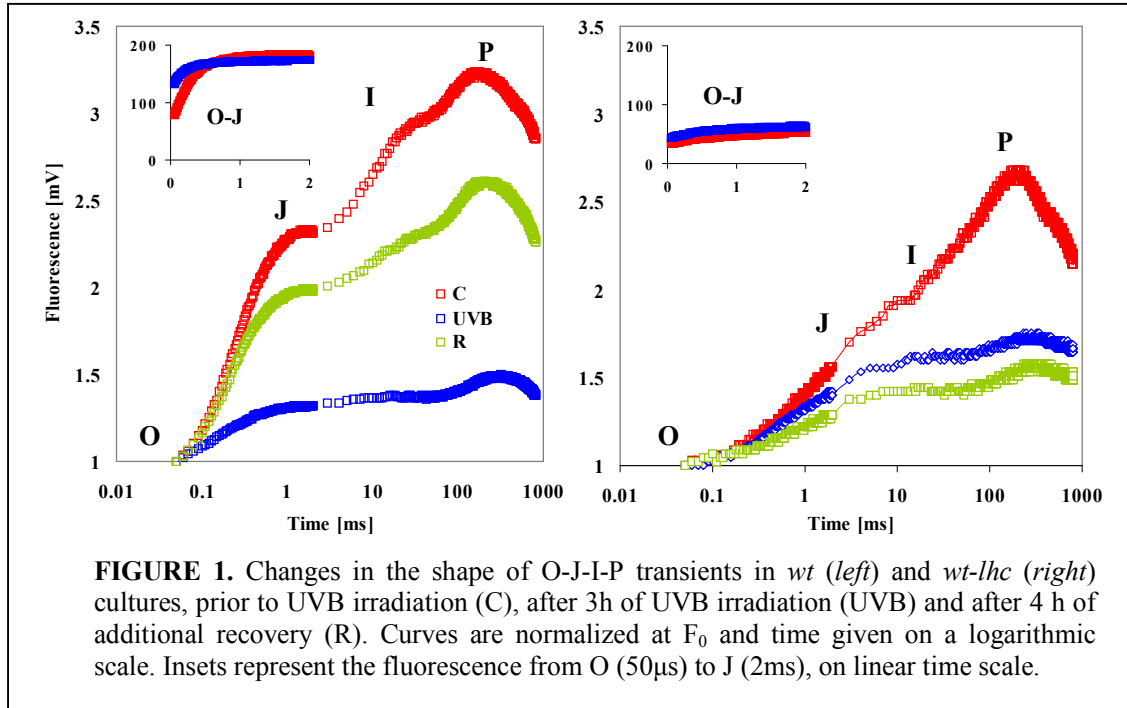 3.5
3
2.5
2
1.5
1
Fluorescence [mV]
200
100
0
0 1 2
O-J
O
J
I
P
C
UVB
R
0.01 0.1 1 10 100 1000
Time [ms]
3.5
3
2.5
2
1.5
1
200
100
0
0 1 2
O-J
O
J
I
P
0.01 0.1 1 10 100 1000
Time [ms]
FIGURE 1. Changes in the shape of O-J-I-P transients in wt (left) and wt-lhc (right)
cultures, prior to UVB irradiation (C), after 3h of UVB irradiation (UVB) and after 4 h of
additional recovery (R). Curves are normalized at F₀ and time given on a logarithmic
scale. Insets represent the fluorescence from O (50μs) to J (2ms), on linear time scale.